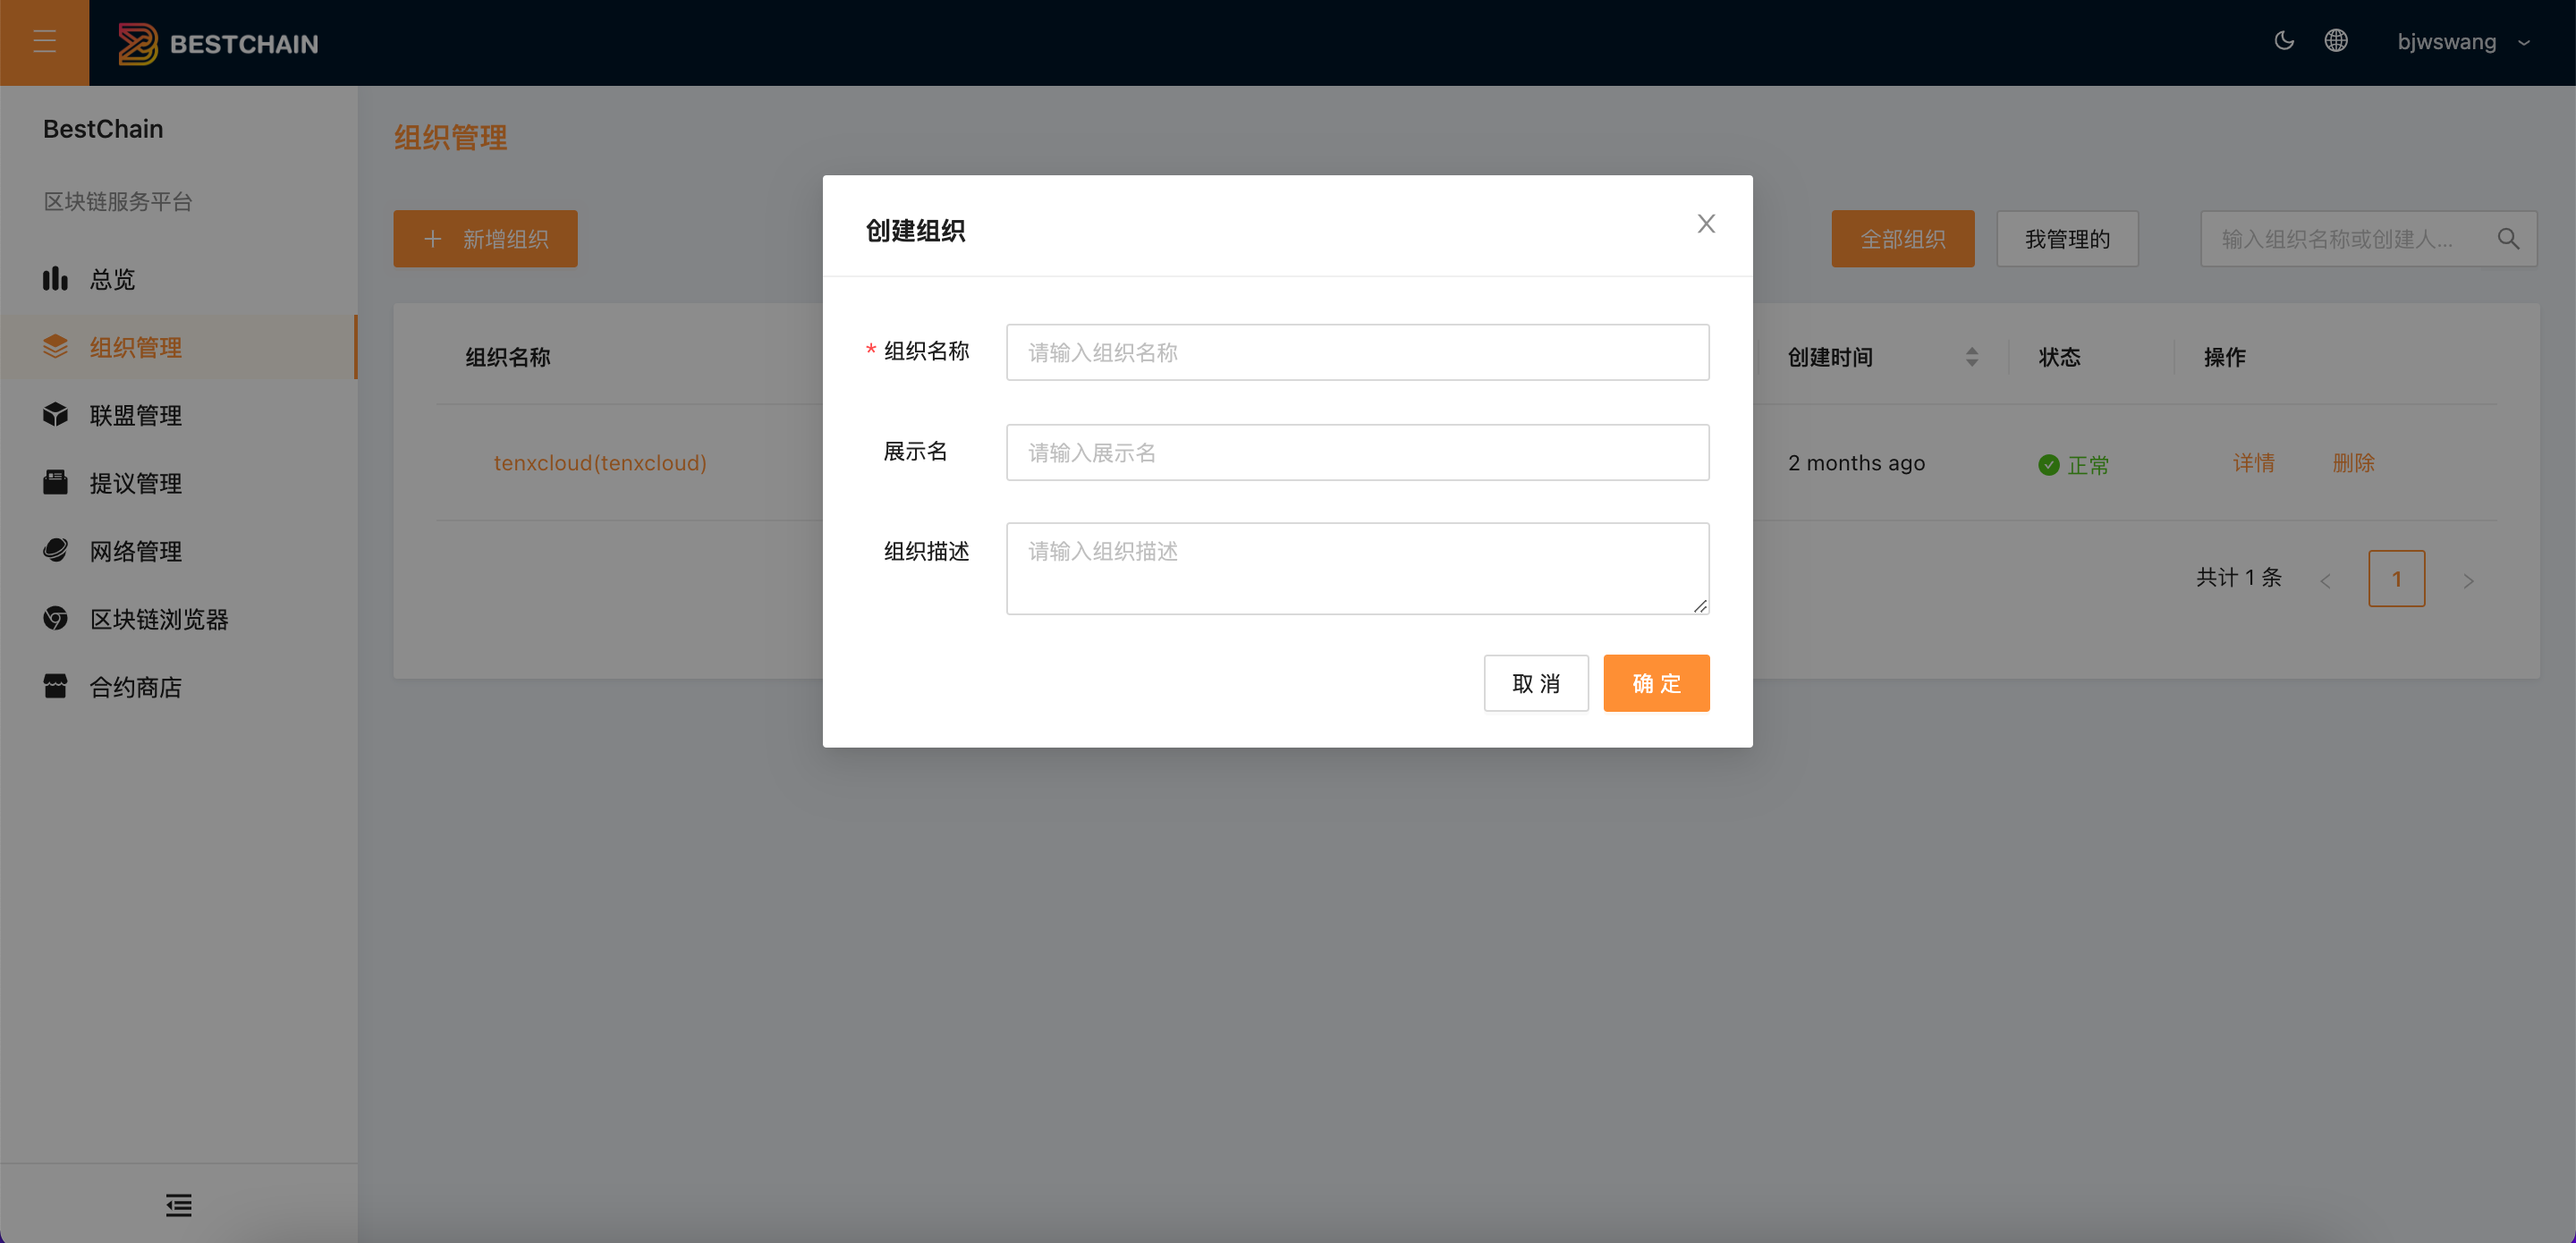 BESTCHAIN
bjwswang
BestChain
区块链服务平台
总览
组织管理
联盟管理
提议管理
网络管理
区块链浏览器
合约商店
组织管理
+ 新增组织
全部组织
我管理的
输入组织名称或创建人...
组织名称
创建时间
状态
操作
tenxcloud(tenxcloud)
2 months ago
正常
详情
删除
共计 1 条
1
创建组织
* 组织名称
请输入组织名称
展示名
请输入展示名
组织描述
请输入组织描述
取 消
确 定